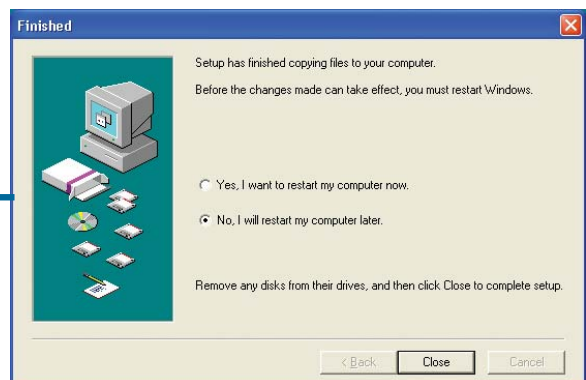 Finished
Setup has finished copying files to your computer.
Before the changes made can take effect, you must restart Windows.
Yes, I want to restart my computer now.
No, I will restart my computer later.
Remove any disks from their drives, and then click Close to complete setup.
< Back
Close
Cancel